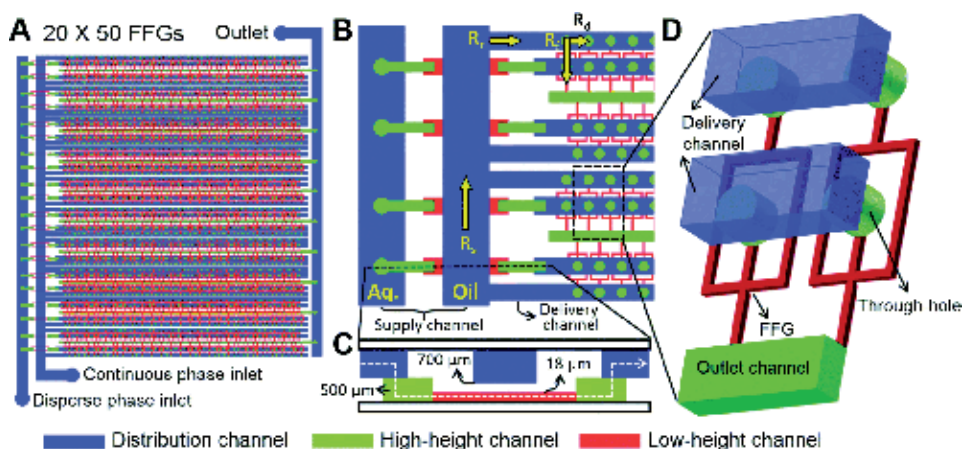 A 20 X 50 FFGs
Outlet
Continuous phase inlet
Disperse phase inlet
B
Rr
Rf
Rd
Rs
Aq.
Oil
Supply channel
Delivery
channel
C
700 μm
18 μm
500 μm
D
Delivery
channel
Through hole
FFG
Outlet channel
Distribution channel
High-height channel
Low-height channel